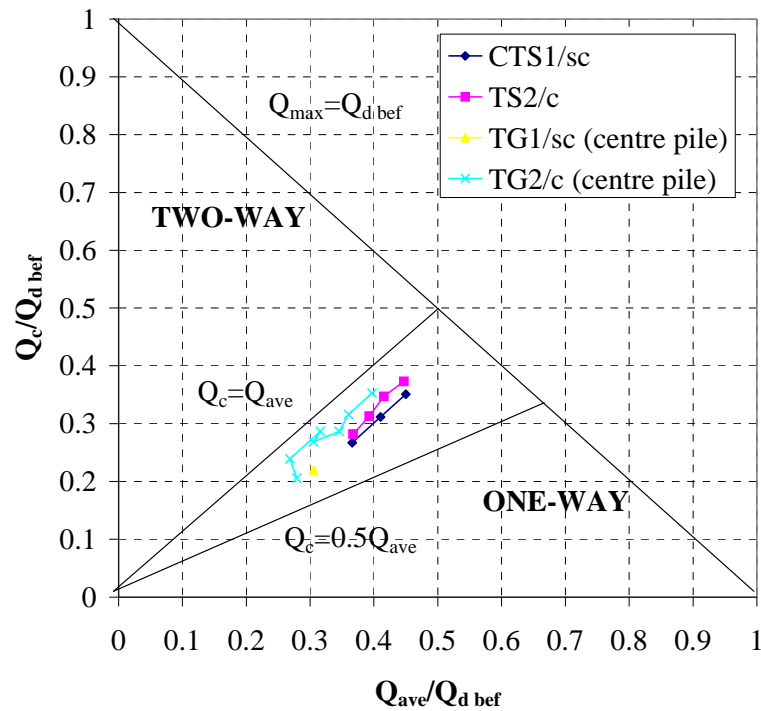 1
0.9
0.8
0.7
0.6
0.5
0.4
0.3
0.2
0.1
0
Q_c/Q_d bef
Q_max=Q_d bef
TWO-WAY
CTS1/sc
TS2/c
TG1/sc (centre pile)
TG2/c (centre pile)
Q_c=Q_ave
ONE-WAY
Q_c=0.5Q_ave
0 0.1 0.2 0.3 0.4 0.5 0.6 0.7 0.8 0.9 1
Q_ave/Q_d bef